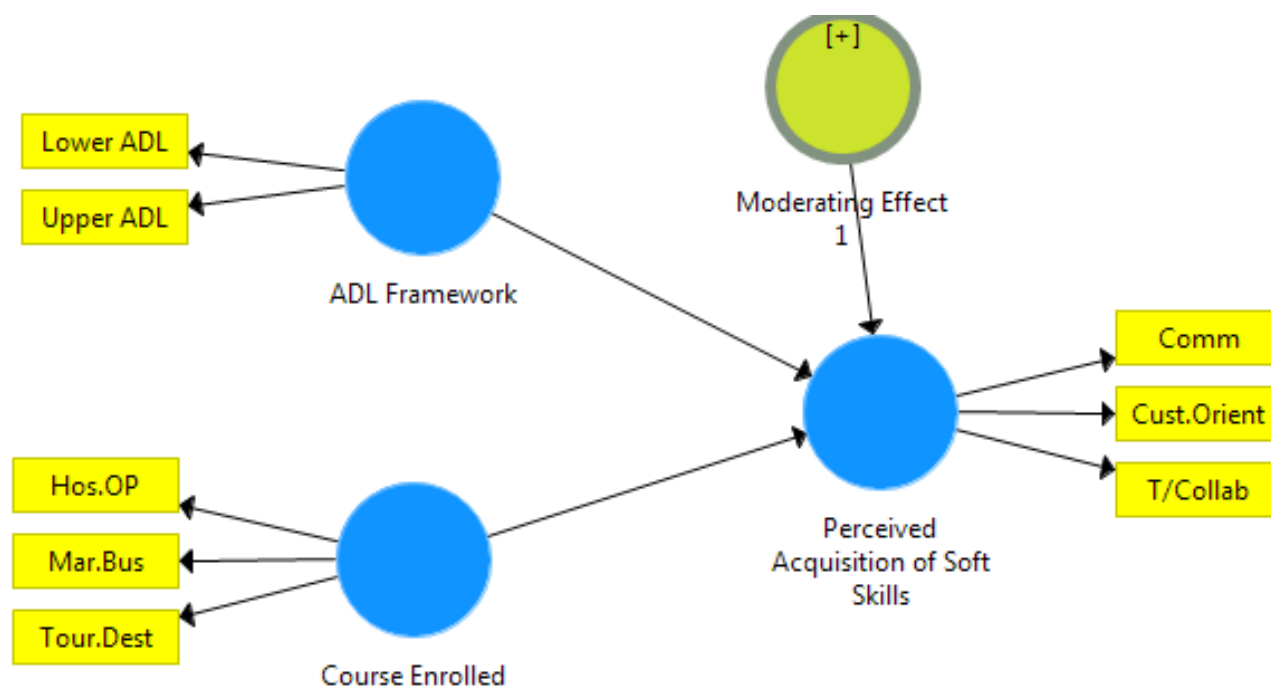 [+]
Lower ADL
Upper ADL
ADL Framework
Moderating Effect
1
Comm
Cust.Orient
T/Collab
Perceived
Acquisition of Soft
Skills
Hos.OP
Mar.Bus
Tour.Dest
Course Enrolled